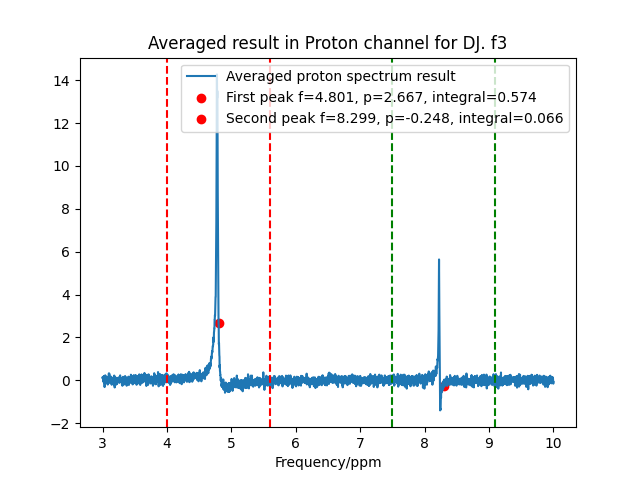 Averaged result in Proton channel for DJ. f3
Averaged proton spectrum result
First peak f=4.801, p=2.667, integral=0.574
Second peak f=8.299, p=-0.248, integral=0.066
14
12
10
8
6
4
2
0
−2
3 4 5 6 7 8 9 10
Frequency/ppm